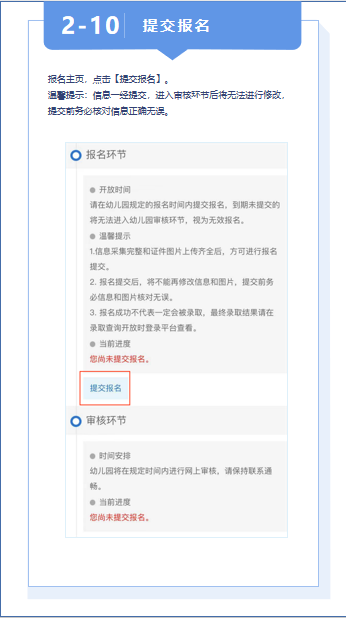 2-10 提交报名
报名主页，点击【提交报名】。
温馨提示：信息一经提交，进入审核环节后将无法进行修改，
提交前务必核对信息正确无误。
报名环节
开放时间
请在幼儿园规定的报名时间内提交报名，到期未提交的
将无法进入幼儿园审核环节，视为无效报名。
温馨提示
1.信息采集完整和证件图片上传齐全后，方可进行报名
提交。
2. 报名提交后，将不能再修改信息和图片，提交前务
必信息和图片核对无误。
3. 报名成功不代表一定会被录取，最终录取结果请在
录取查询开放时登录平台查看。
当前进度
您尚未提交报名。
提交报名
审核环节
时间安排
幼儿园将在规定时间内进行网上审核，请保持联系通
畅。
当前进度
您尚未提交报名。